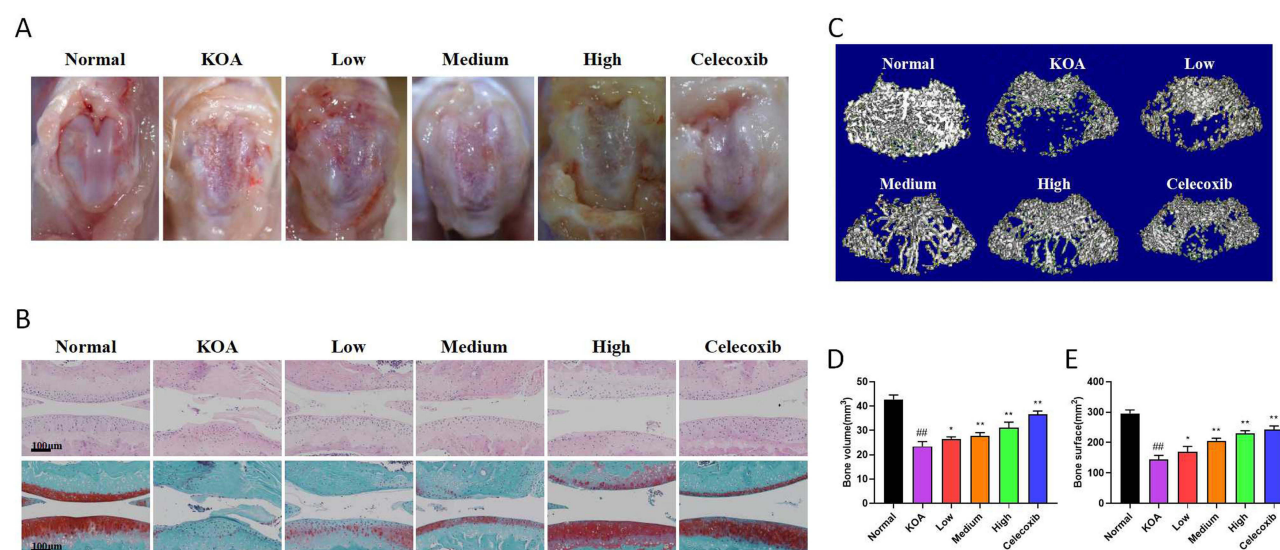 A
Normal KOA Low Medium High Celecoxib
B
Normal KOA Low Medium High Celecoxib
100μm
100μm
C
Normal KOA Low
Medium High Celecoxib
D
Bone volume(mm³)
50
40
30
20
10
0
## * ** ** **
Normal KOA Low Medium High Celecoxib
E
Bone surface(mm²)
400
300
200
100
0
## * ** ** **
Normal KOA Low Medium High Celecoxib